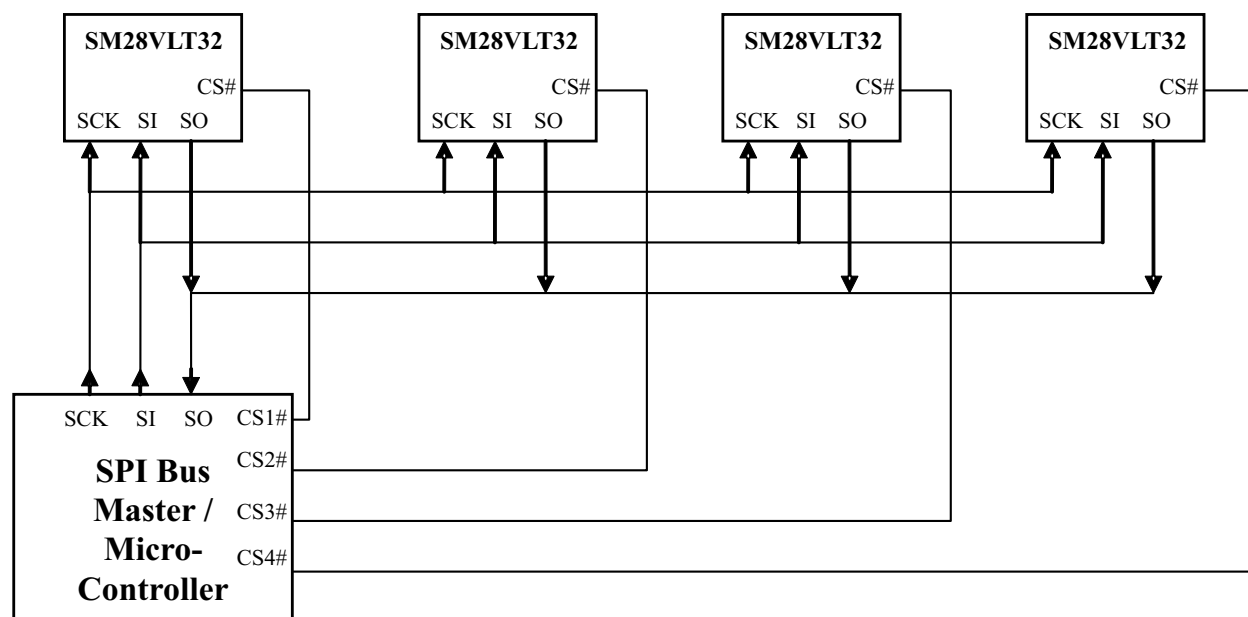 SM28VLT32
CS#
SCK SI SO
SM28VLT32
CS#
SCK SI SO
SM28VLT32
CS#
SCK SI SO
SM28VLT32
CS#
SCK SI SO
SCK SI SO CS1#
CS2#
CS3#
CS4#
SPI Bus
Master /
Micro-
Controller